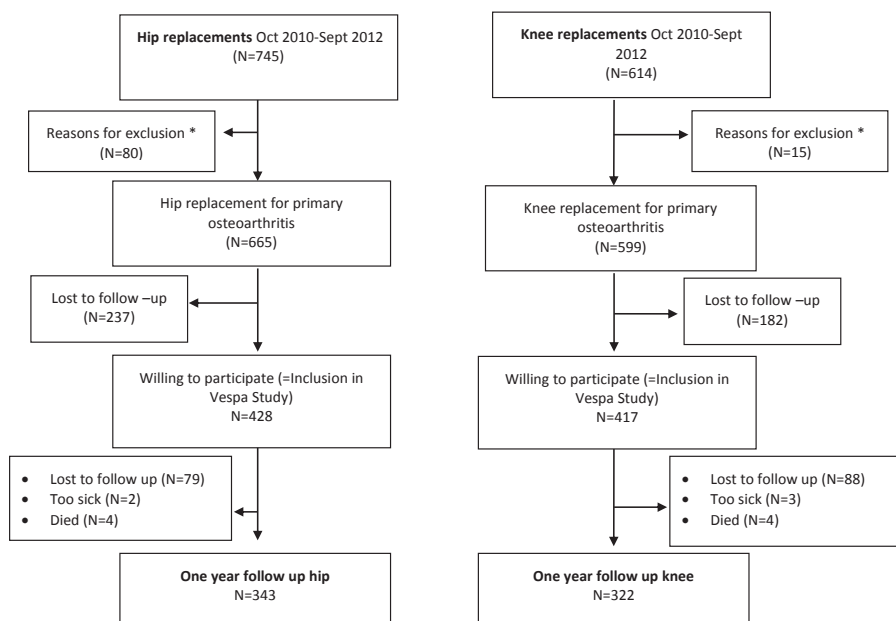 Hip replacements Oct 2010-Sept 2012
(N=745)
Reasons for exclusion *
(N=80)
Hip replacement for primary
osteoarthritis
(N=665)
Lost to follow –up
(N=237)
Willing to participate (=Inclusion in
Vespa Study)
N=428
• Lost to follow up (N=79)
• Too sick (N=2)
• Died (N=4)
One year follow up hip
N=343
Knee replacements Oct 2010-Sept
2012
(N=614)
Reasons for exclusion *
(N=15)
Knee replacement for primary
osteoarthritis
(N=599)
Lost to follow –up
(N=182)
Willing to participate (=Inclusion in
Vespa Study)
N=417
• Lost to follow up (N=88)
• Too sick (N=3)
• Died (N=4)
One year follow up knee
N=322